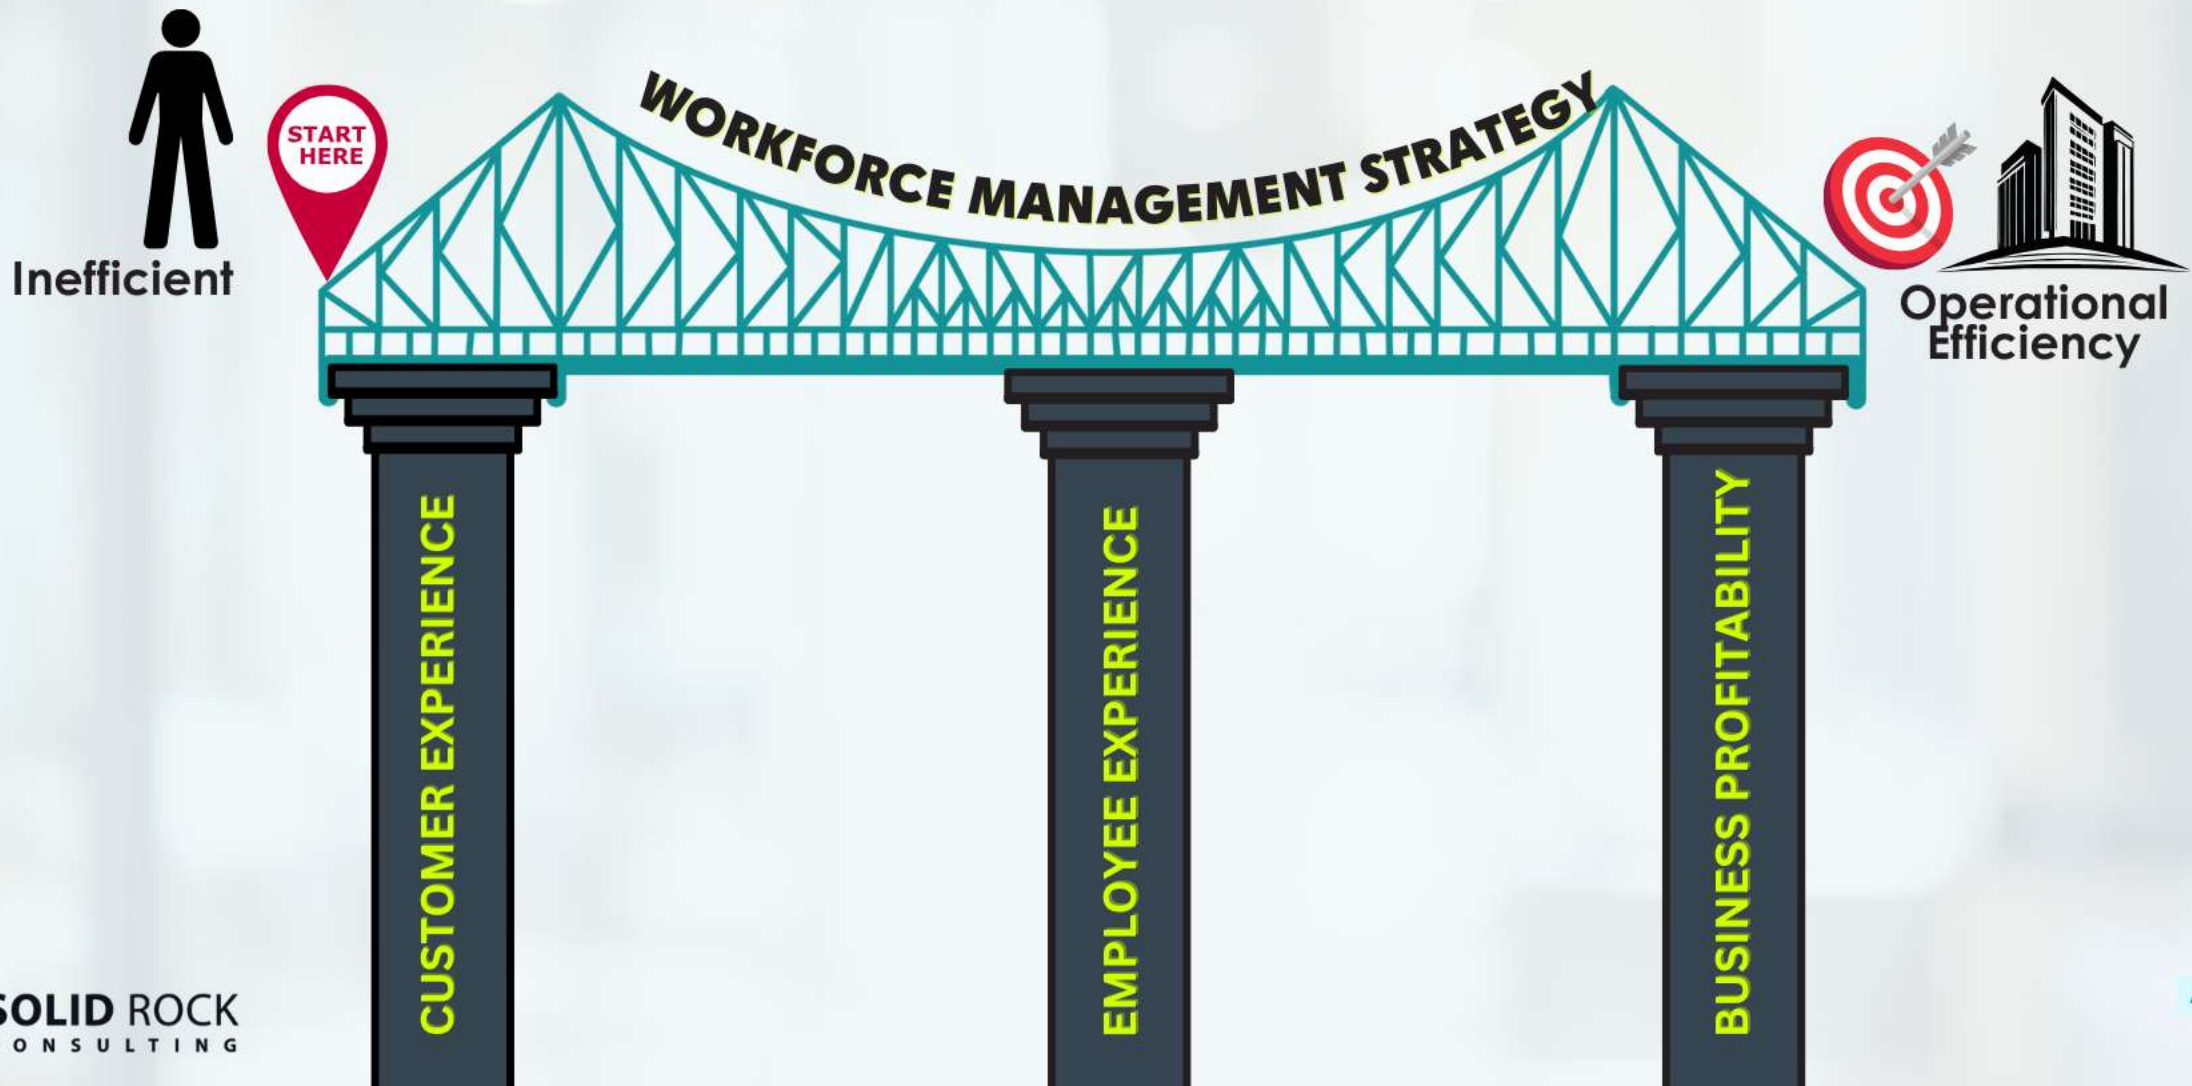 START
HERE
WORKFORCE MANAGEMENT STRATEGY
Inefficient
Operational
Efficiency
CUSTOMER EXPERIENCE
EMPLOYEE EXPERIENCE
BUSINESS PROFITABILITY
SOLID ROCK
ONSULTING